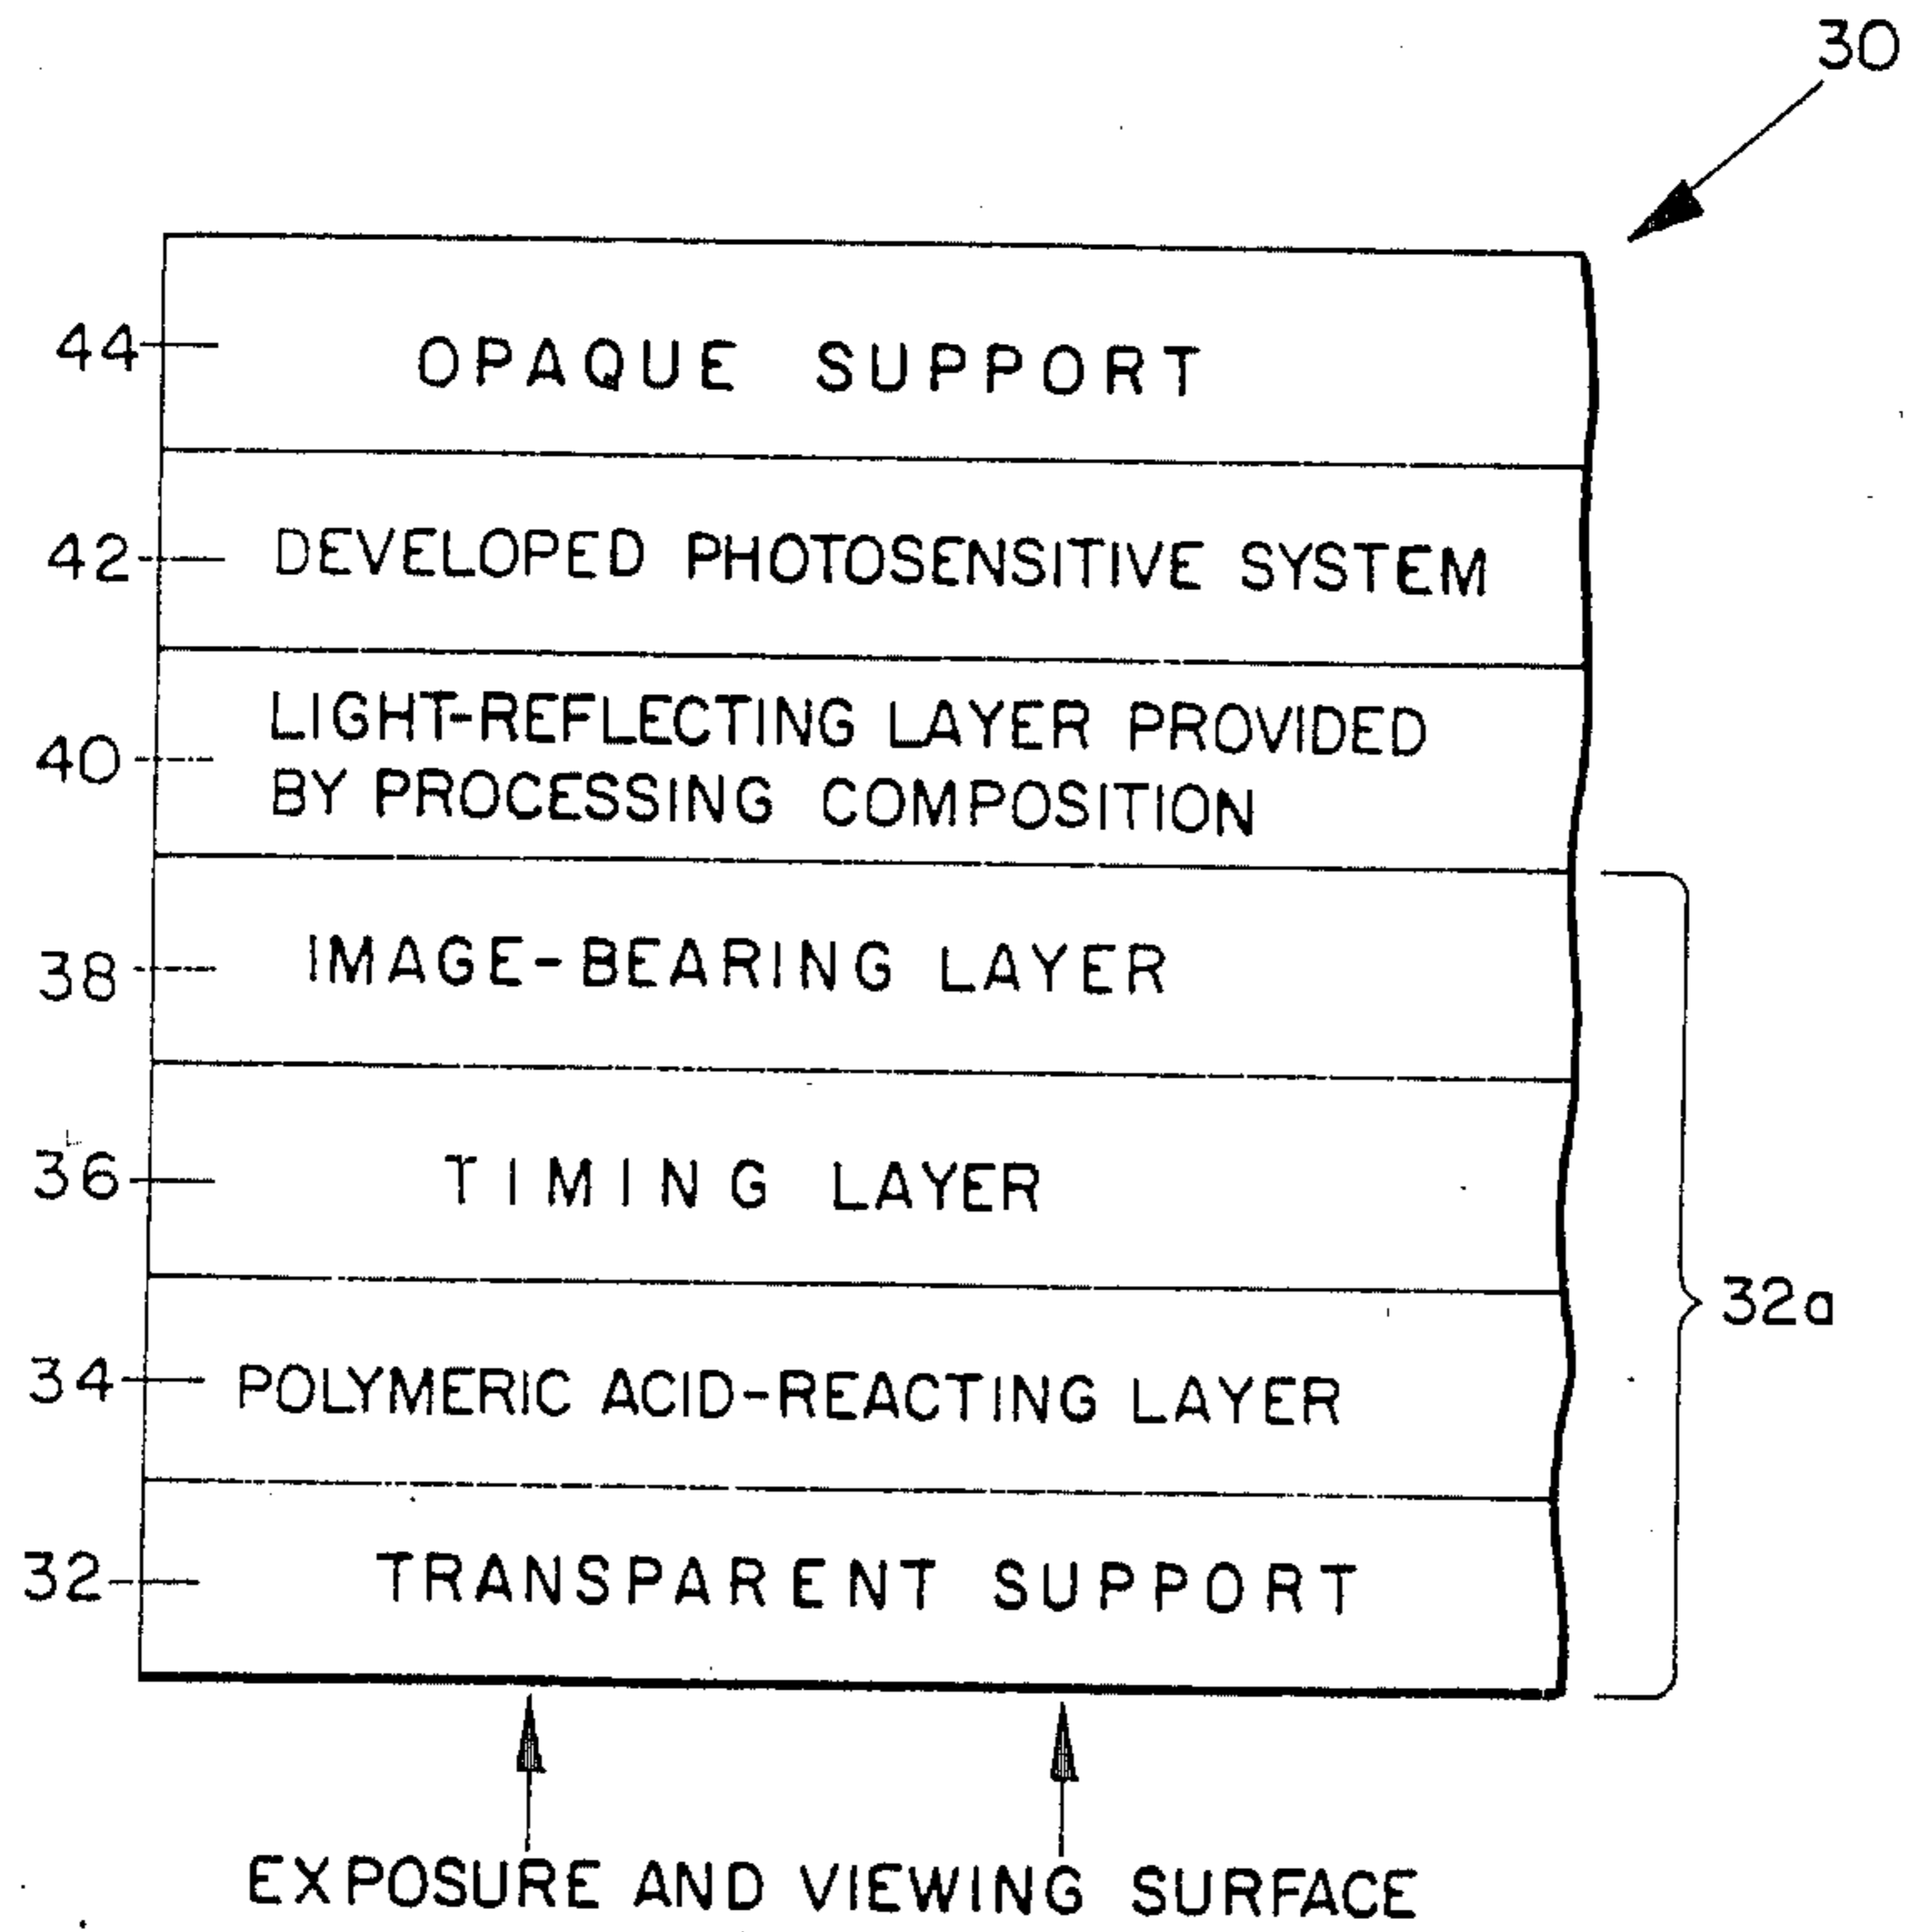 30
44 OPAQUE SUPPORT
42 DEVELOPED PHOTOSENSITIVE SYSTEM
LIGHT-REFLECTING LAYER PROVIDED
40
BY PROCESSING COMPOSITION
38 IMAGE-BEARING LAYER
36 TIMING LAYER
32a
34 POLYMERIC ACID-REACTING LAYER
32 TRANSPARENT SUPPORT
EXPOSURE AND VIEWING SURFACE